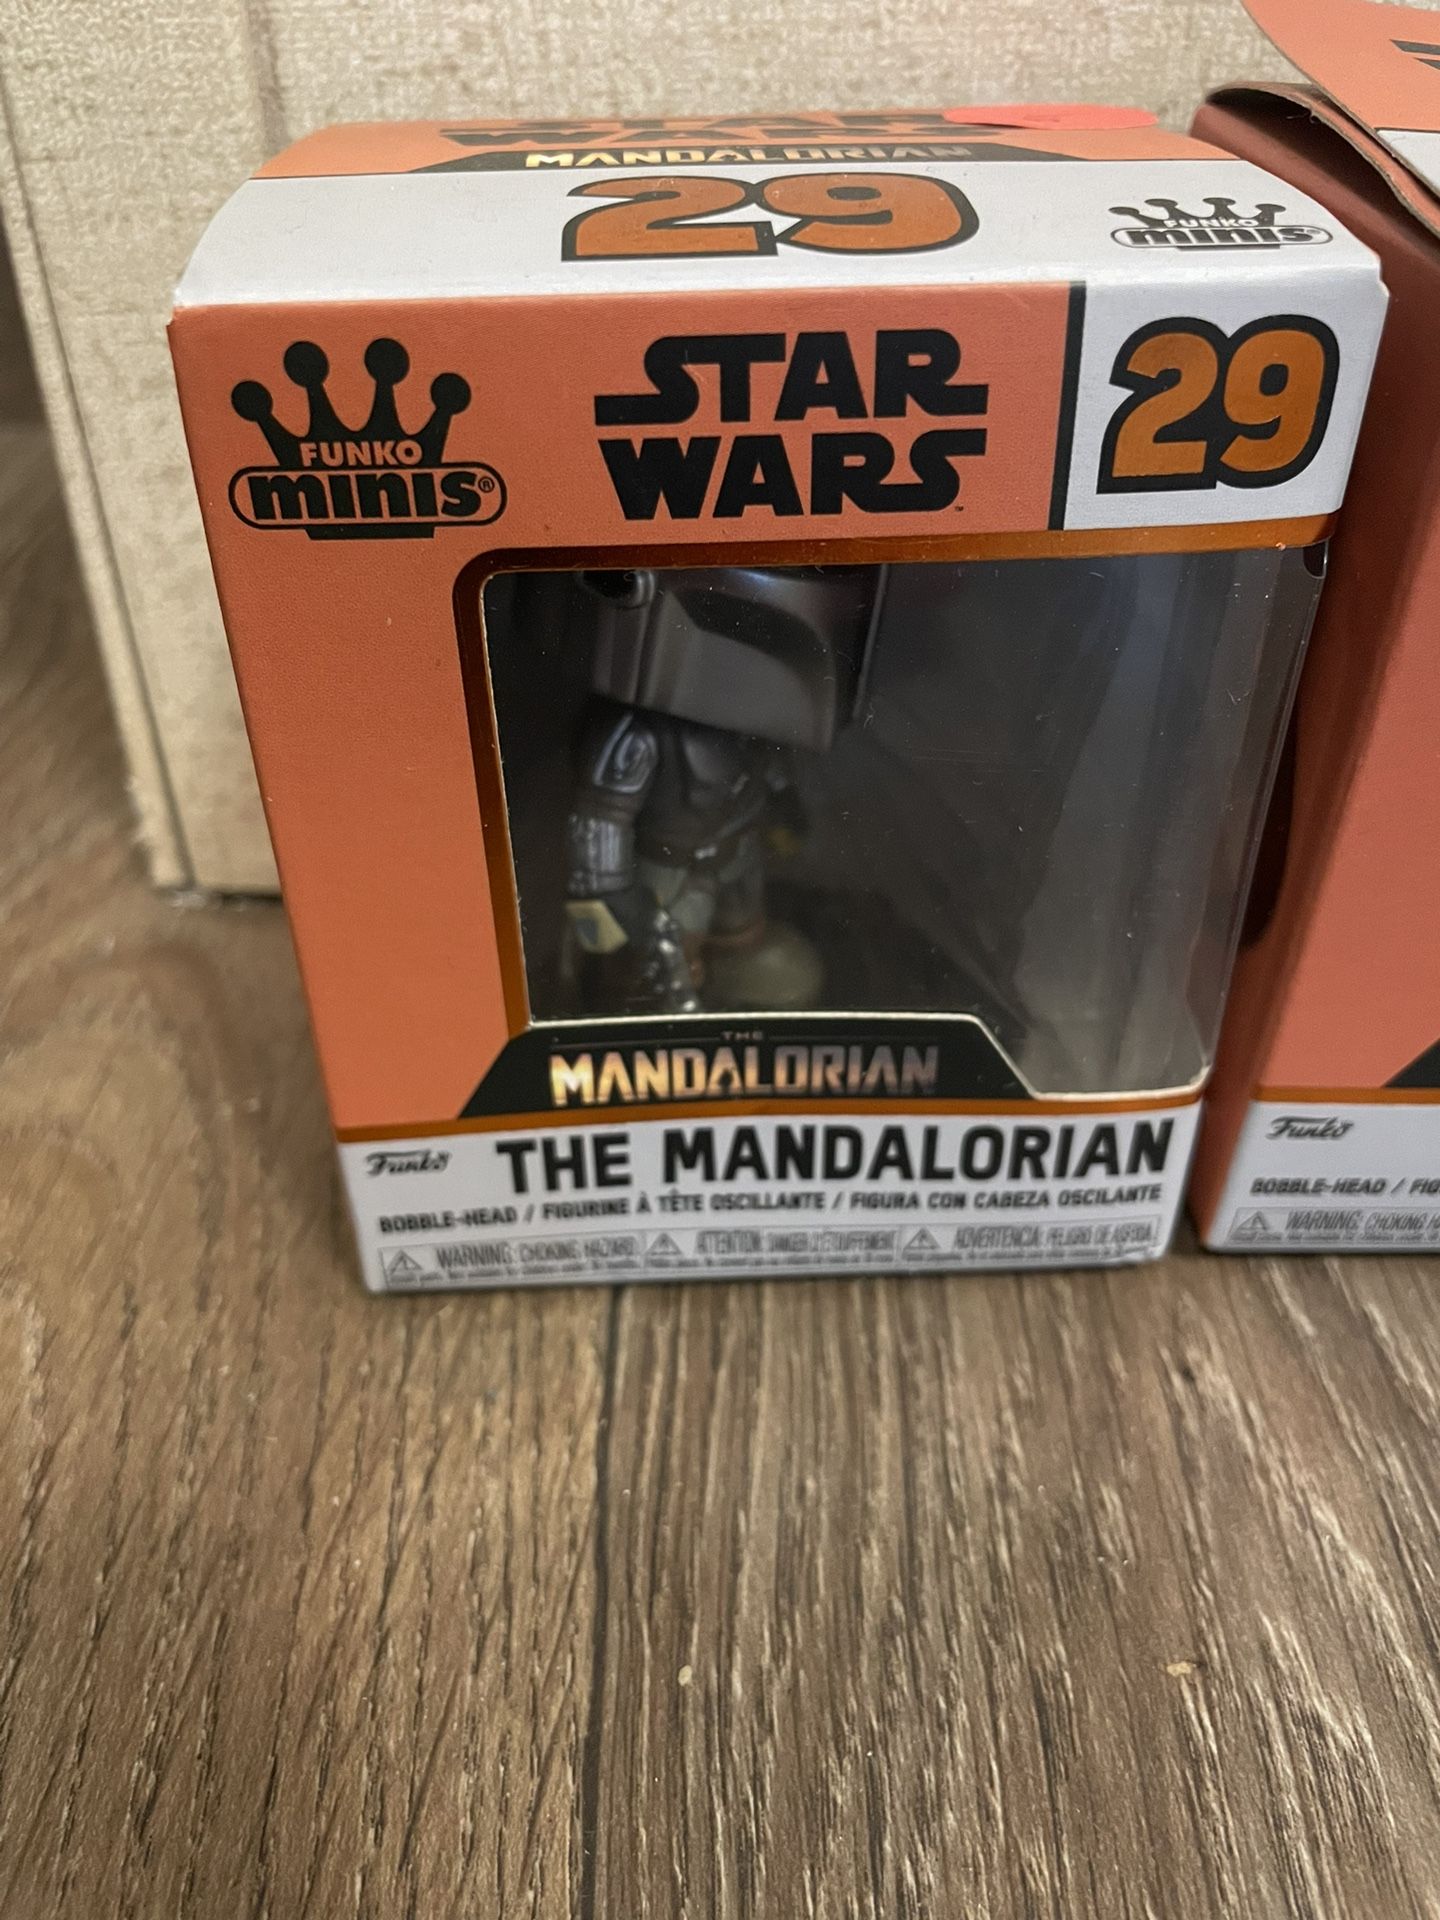 STAR
WARS
MANDALORIAN
29
FUNKO
minis®
FUNKO
minis®
STAR
WARS™
29
THE
MANDALORIAN
Funko
THE MANDALORIAN
BOBBLE-HEAD / FIGURINE À TÊTE OSCILLANTE / FIGURA CON CABEZA OSCILANTE
WARNING: CHOKING HAZARD
ATTENTION: DANGER D'ÉTOUFFEMENT
ADVERTENCIA: PELIGRO DE ASFIXIA
Funko
BOBBLE-HEAD / FIG
WARNING: CHOKING HA